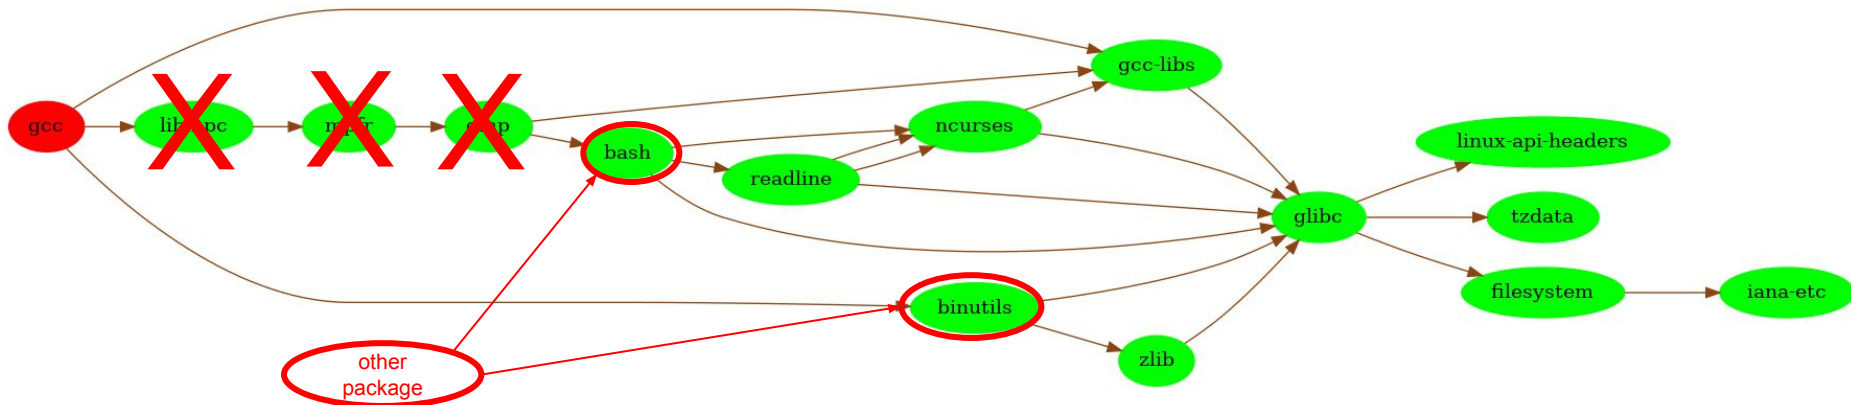 gcc
gcc-libs
ncurses
bash
readline
linux-api-headers
glibc
tzdata
binutils
filesystem
iana-etc
zlib
other
package